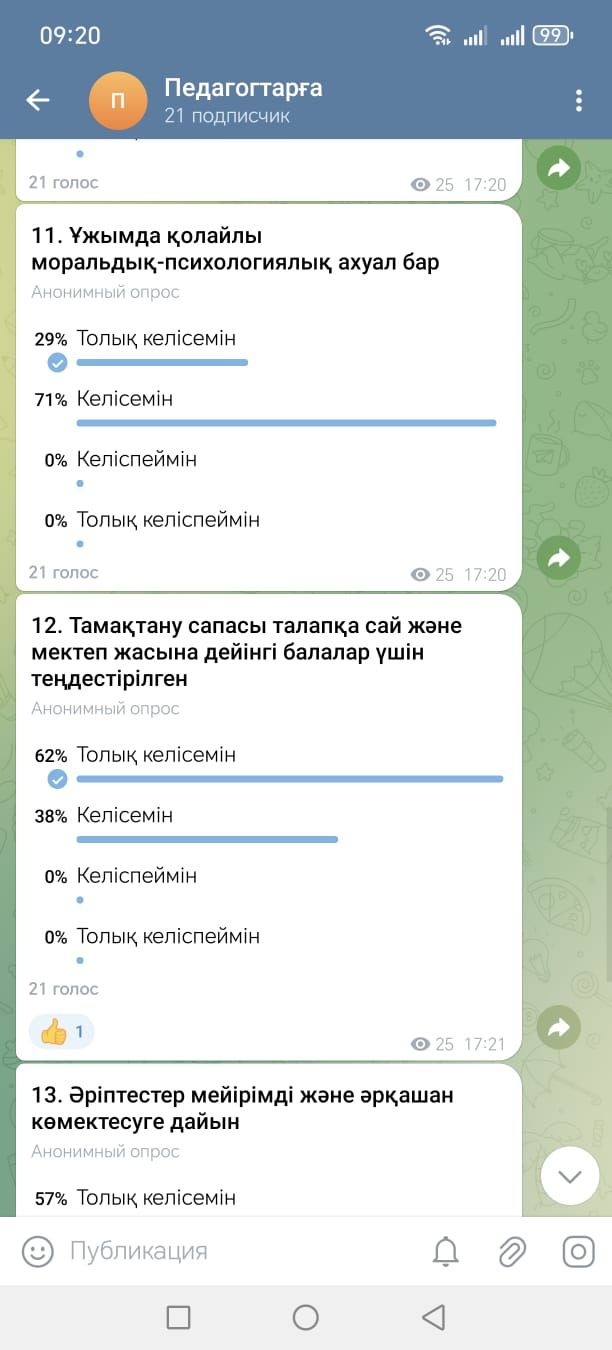 09:20
99
П
Педагогтарға
21 подписчик
21 голос
25 17:20
11. Ұжымда қолайлы
моральдық-психологиялық ахуал бар
Анонимный опрос
29% Толық келісемін
71% Келісемін
0% Келіспеймін
0% Толық келіспеймін
21 голос
25 17:20
12. Тамақтану сапасы талапқа сай және
мектеп жасына дейінгі балалар үшін
теңдестірілген
Анонимный опрос
62% Толық келісемін
38% Келісемін
0% Келіспеймін
0% Толық келіспеймін
21 голос
1
25 17:21
13. Әріптестер мейірімді және әрқашан
көмектесуге дайын
Анонимный опрос
57% Толық келісемін
Публикация